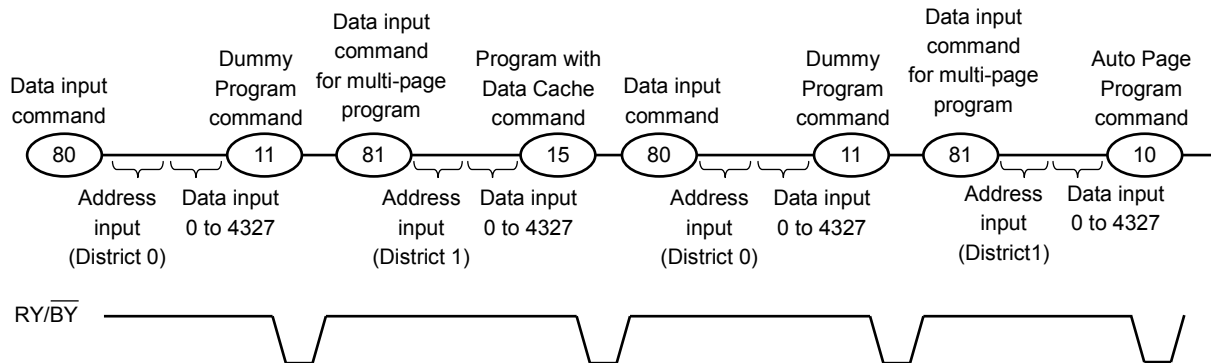 Data input
command
80
Address
input
(District 0)
Data input
0 to 4327
Dummy
Program
command
11
Data input
command
for multi-page
program
81
Address
input
(District 1)
Data input
0 to 4327
Program with
Data Cache
command
15
Data input
command
80
Address
input
(District 0)
Data input
0 to 4327
Dummy
Program
command
11
Data input
command
for multi-page
program
81
Address
input
(District1)
Data input
0 to 4327
Auto Page
Program
command
10
RY/B̅Y̅